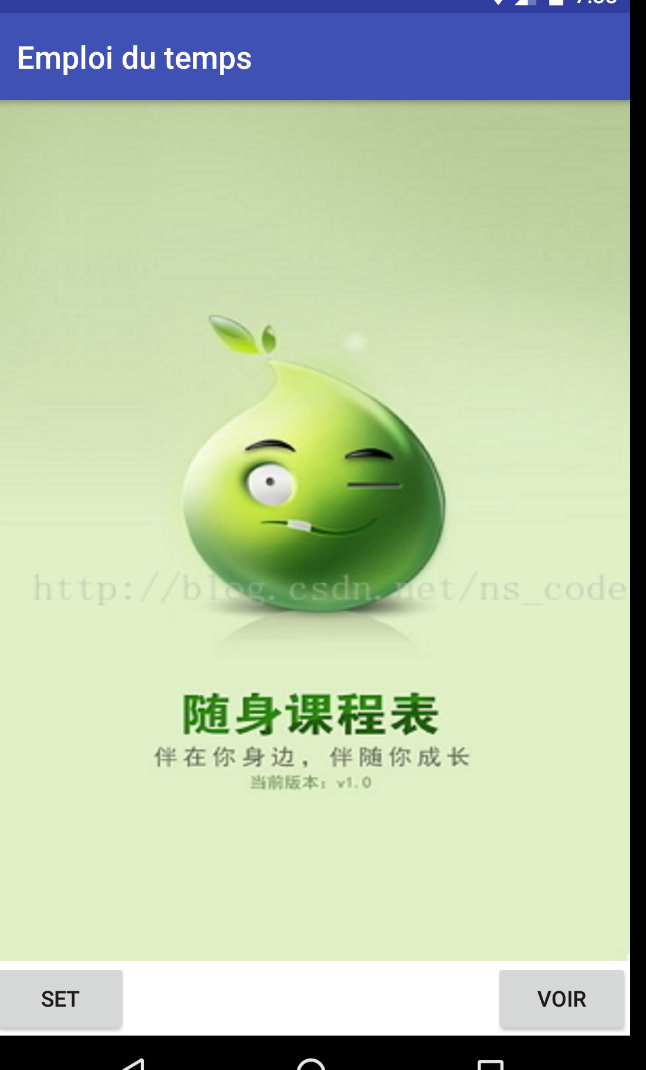 Emploi du temps
http://blog.csdn.net/ns_code
随身课程表
伴在你身边，伴随你成长
当前版本：v1.0
SET
VOIR